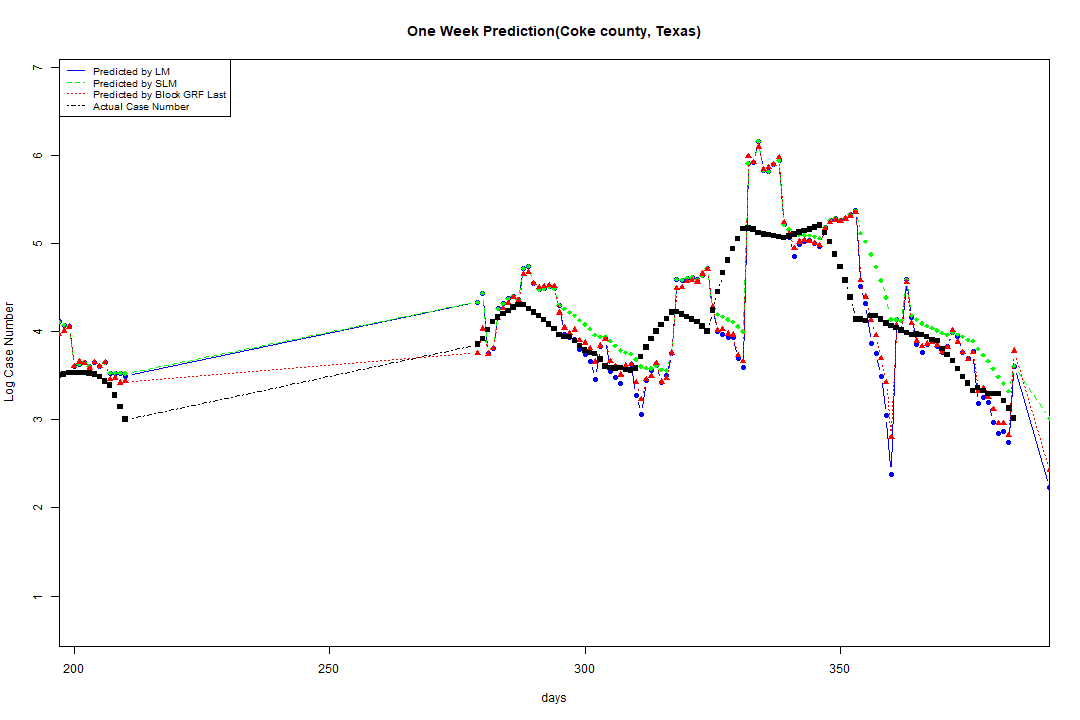 One Week Prediction(Coke county, Texas)
Predicted by LM
Predicted by SLM
Predicted by Block GRF Last
Actual Case Number
7
6
5
4
3
2
1
Log Case Number
200 250 300 350
days